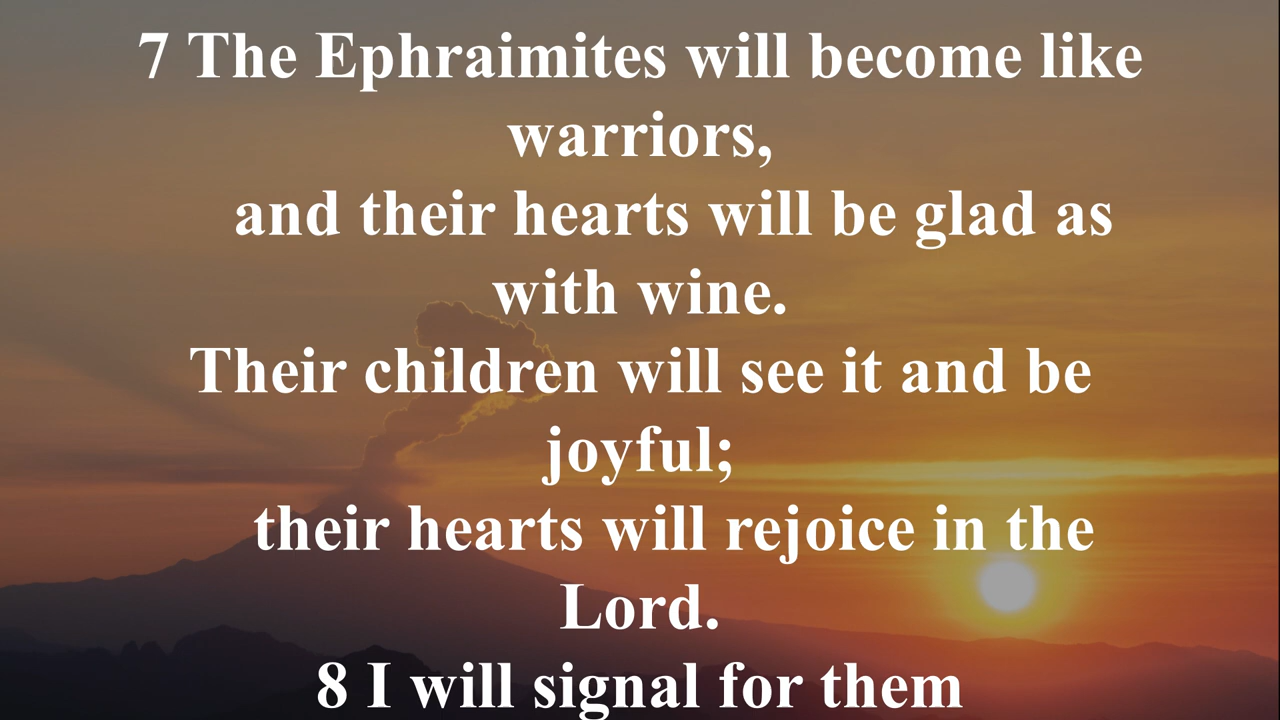 7 The Ephraimites will become like
warriors,
and their hearts will be glad as
with wine.
Their children will see it and be
joyful;
their hearts will rejoice in the
Lord.
8 I will signal for them